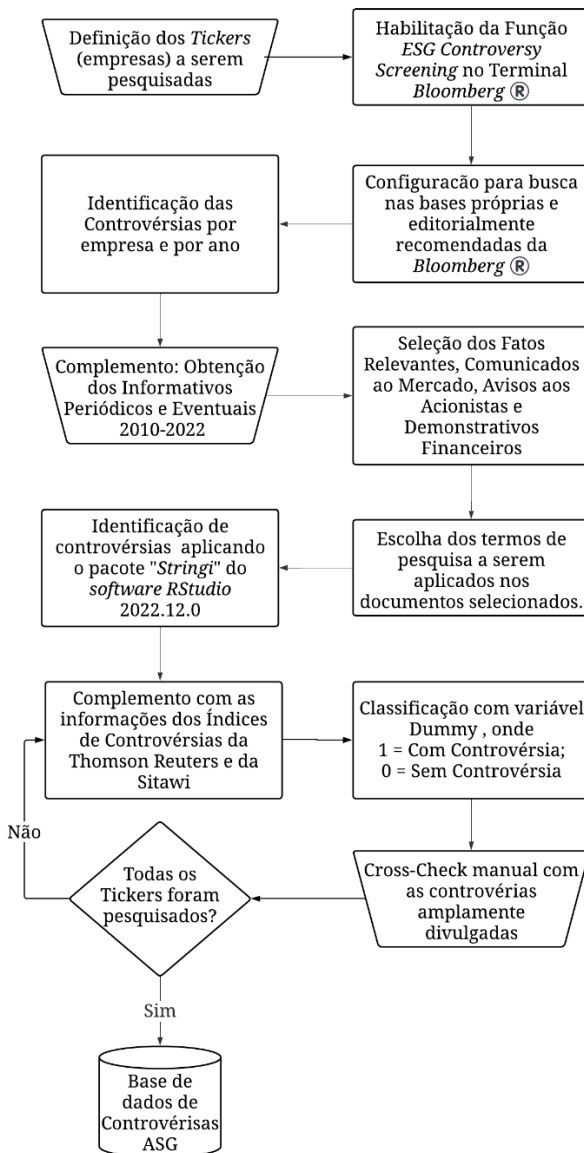 Definição dos Tickers
(empresas) a serem
pesquisadas
Habilitação da Função
ESG Controversy
Screening no Terminal
Bloomberg ®
Configuracão para busca
nas bases próprias e
editorialmente
recomendadas da
Bloomberg ®
Identificação das
Controvérsias por
empresa e por ano
Complemento: Obtenção
dos Informativos
Periódicos e Eventuais
2010-2022
Seleção dos Fatos
Relevantes, Comunicados
ao Mercado, Avisos aos
Acionistas e
Demonstrativos
Financeiros
Escolha dos termos de
pesquisa a serem
aplicados nos
documentos selecionados.
Identificação de
controvérsias aplicando
o pacote "Stringi" do
software RStudio
2022.12.0
Complemento com as
informações dos Índices
de Controvérsias da
Thomson Reuters e da
Sitawi
Classificação com variável
Dummy , onde
1 = Com Controvérsia;
0 = Sem Controvérsia
Cross-Check manual com
as controvérias
amplamente
divulgadas
Todas os
Tickers foram
pesquisados?
Não
Sim
Base de
dados de
Controvérisas
ASG